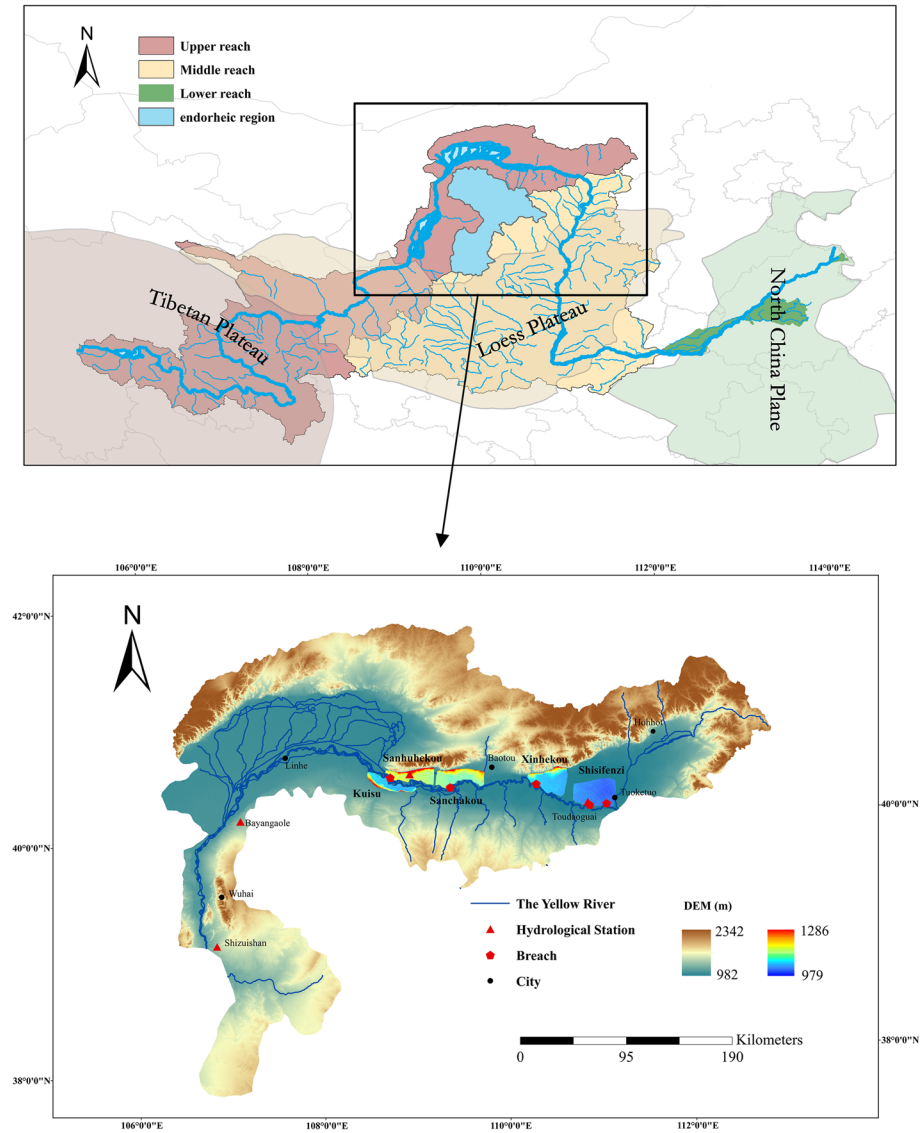 N
Upper reach
Middle reach
Lower reach
endorheic region
Tibetan Plateau
Loess Plateau
North China Plane
106°0'0"E
108°0'0"E
110°0'0"E
112°0'0"E
114°0'0"E
42°0'0"N
N
Hohhot
Sanhuhekou
Baotou
Xinhekou
Linhe
Shisifenzi
Kuisu
Sanchakou
Tuoketuo
40°0'0"N
Toudaoguai
Bayangaole
40°0'0"N
Wuhai
The Yellow River
DEM (m)
Hydrological Station
2342
1286
Shizuishan
Breach
982
979
City
Kilometers
38°0'0"N
0
95
190
38°0'0"N
106°0'0"E
108°0'0"E
110°0'0"E
112°0'0"E